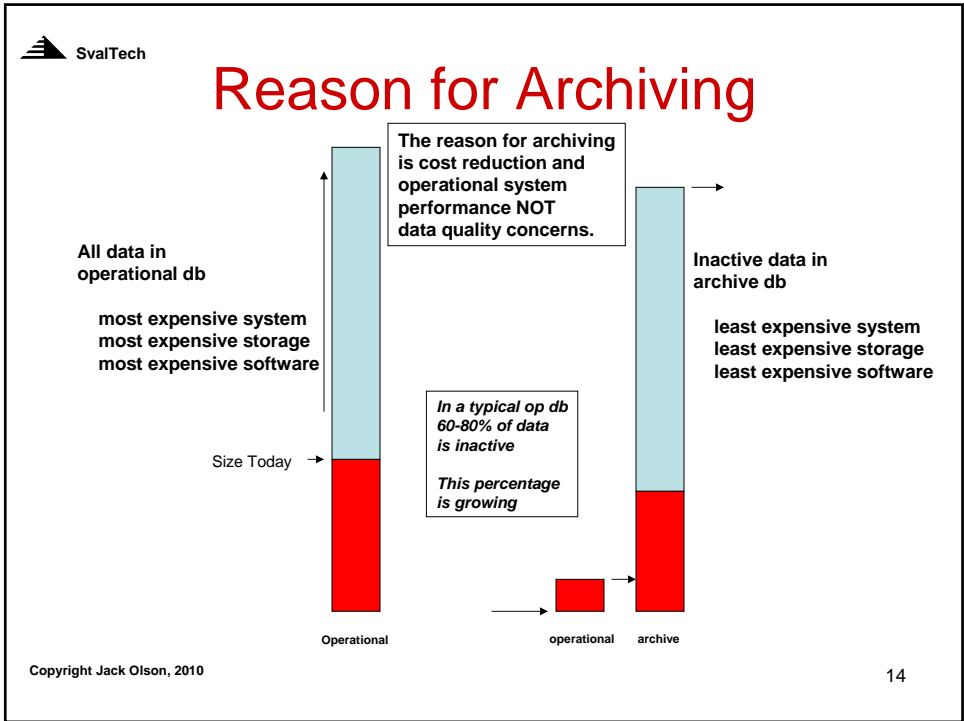 SvalTech
Reason for Archiving
The reason for archiving
is cost reduction and
operational system
performance NOT
data quality concerns.
All data in
operational db
most expensive system
most expensive storage
most expensive software
Inactive data in
archive db
least expensive system
least expensive storage
least expensive software
In a typical op db
60-80% of data
is inactive
This percentage
is growing
Size Today
Operational
operational
archive
Copyright Jack Olson, 2010
14